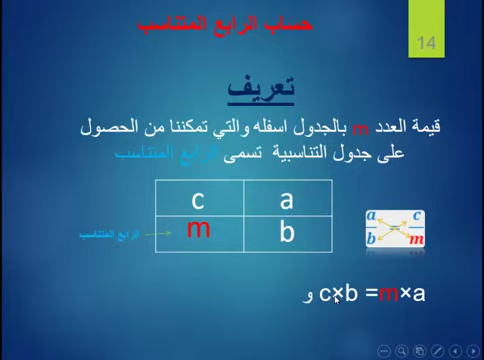 حساب الرابع المتناسب
14
تعريف
قيمة العدد m بالجدول اسفله والتي تمكننا من الحصول
على جدول التناسبية تسمى الرابع المتناسب
c a
m b
الرابع المتناسب
a c
b m
و c×b =m×a